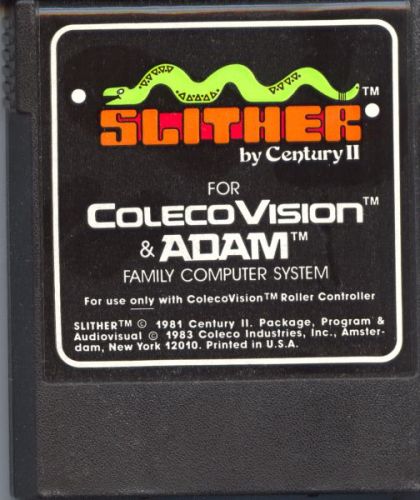 SLITHER™
by Century II
FOR
COLECOVISION™
& ADAM™
FAMILY COMPUTER SYSTEM
For use only with ColecoVision™ Roller Controller
SLITHER™ © 1981 Century II. Package, Program &
Audiovisual © 1983 Coleco Industries, Inc., Amster-
dam, New York 12010. Printed in U.S.A.